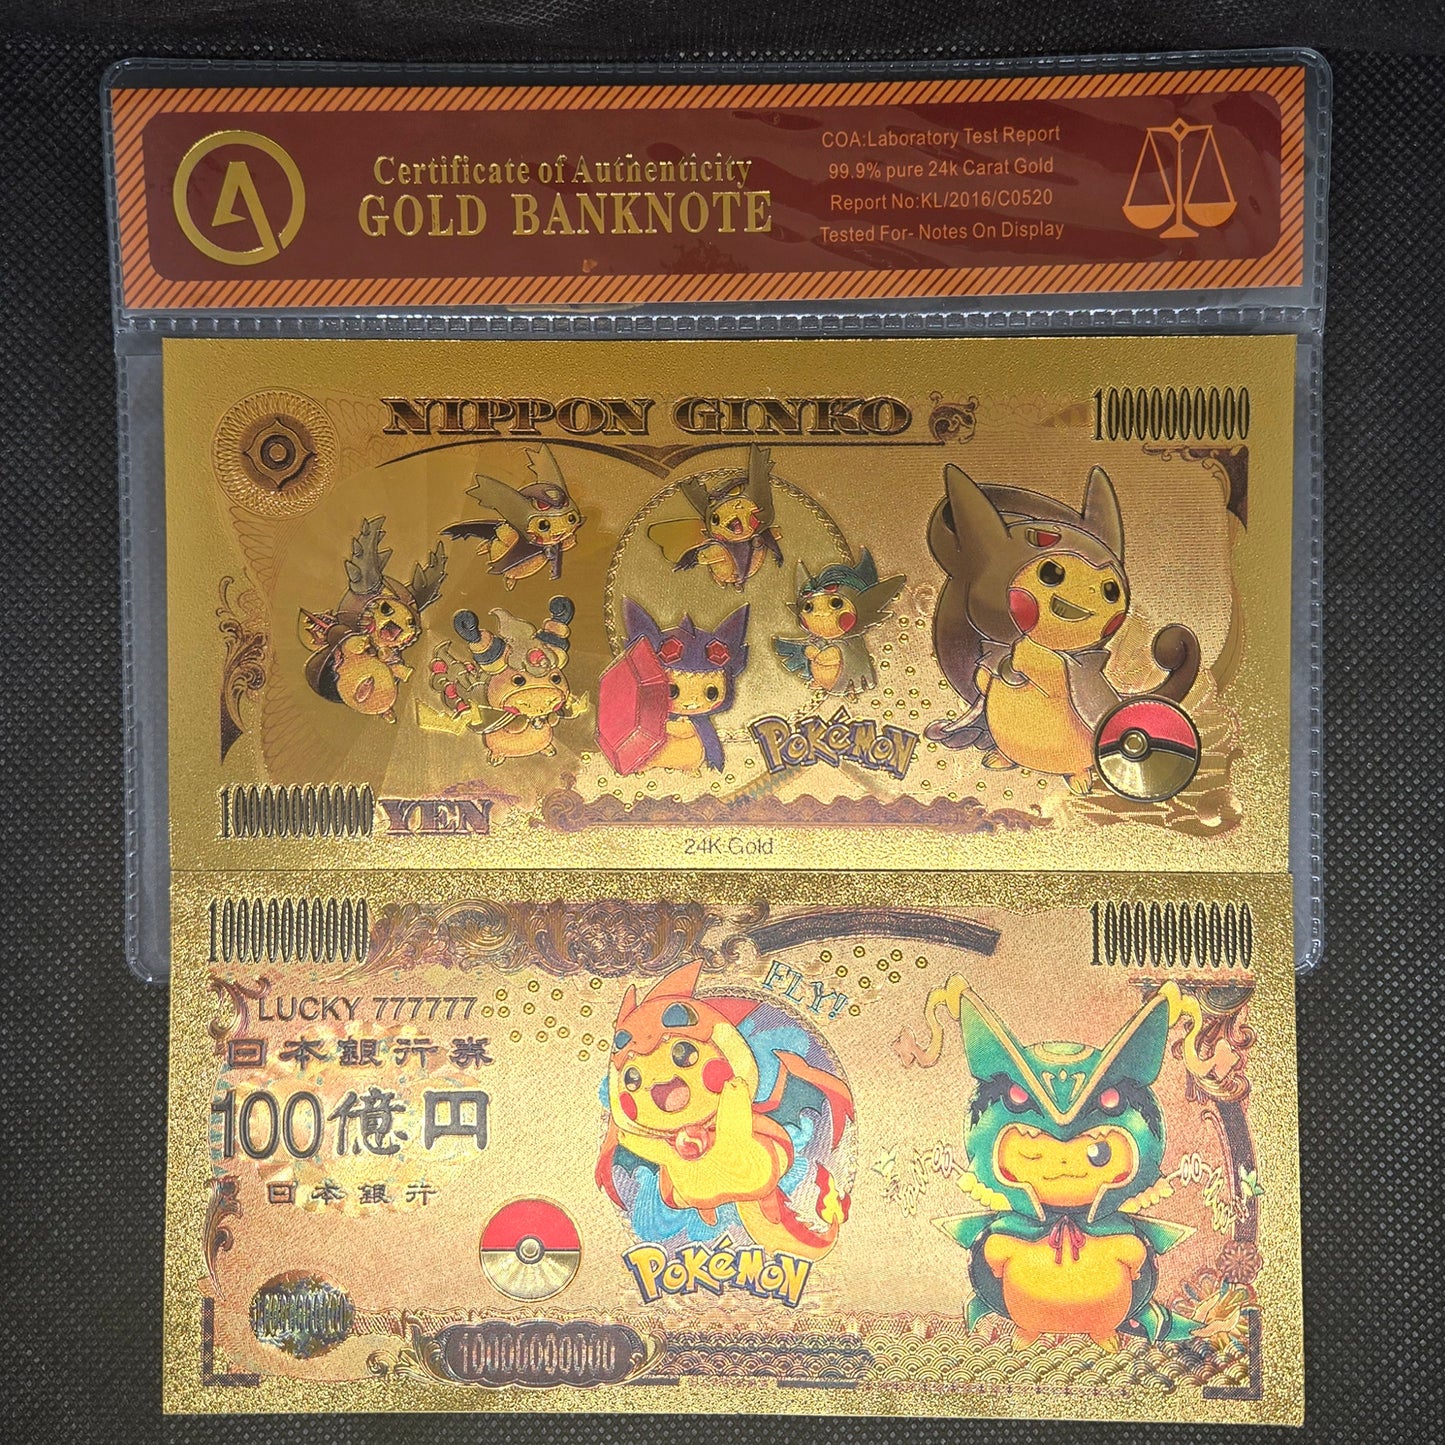 Certificate of Authenticity
GOLD BANKNOTE
COA:Laboratory Test Report
99.9% pure 24k Carat Gold
Report No:KL/2016/C0520
Tested For- Notes On Display
NIPPON GINKO
10000000000
POKéMON
10000000000 YEN
24K Gold
10000000000
10000000000
LUCKY 777777
FLY!
日本銀行券
100億円
日本銀行
POKéMON
10000000000